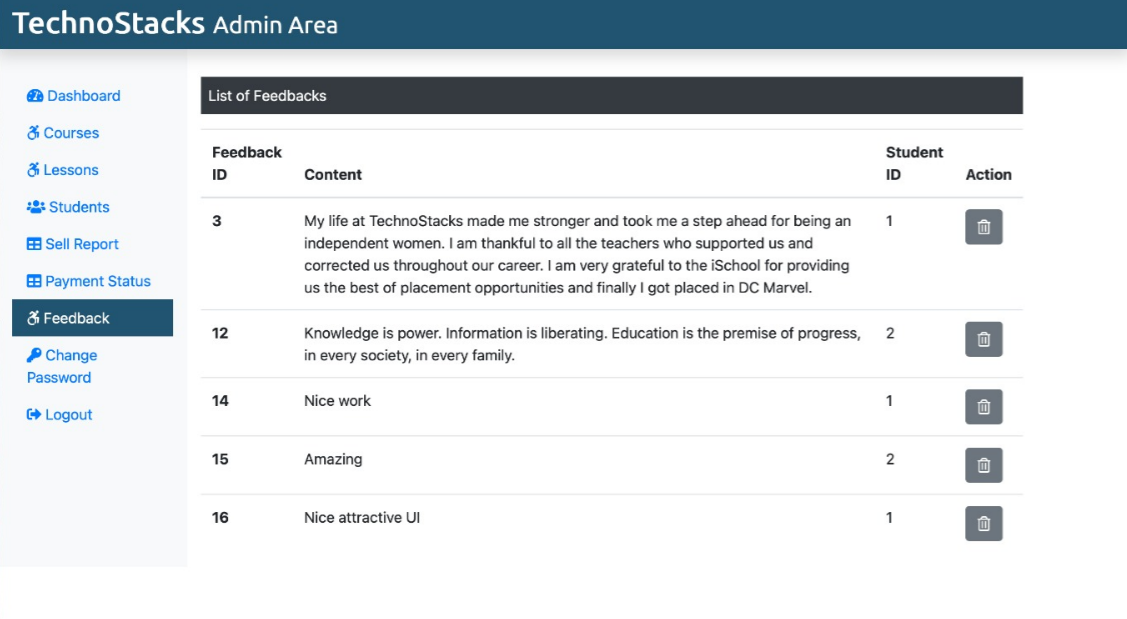 TechnoStacks Admin Area
Dashboard
Courses
Lessons
Students
Sell Report
Payment Status
Feedback
Change
Password
Logout
List of Feedbacks
Feedback
ID
Content
Student
ID
Action
3
My life at TechnoStacks made me stronger and took me a step ahead for being an
independent women. I am thankful to all the teachers who supported us and
corrected us throughout our career. I am very grateful to the iSchool for providing
us the best of placement opportunities and finally I got placed in DC Marvel.
1
12
Knowledge is power. Information is liberating. Education is the premise of progress,
in every society, in every family.
2
14
Nice work
1
15
Amazing
2
16
Nice attractive UI
1